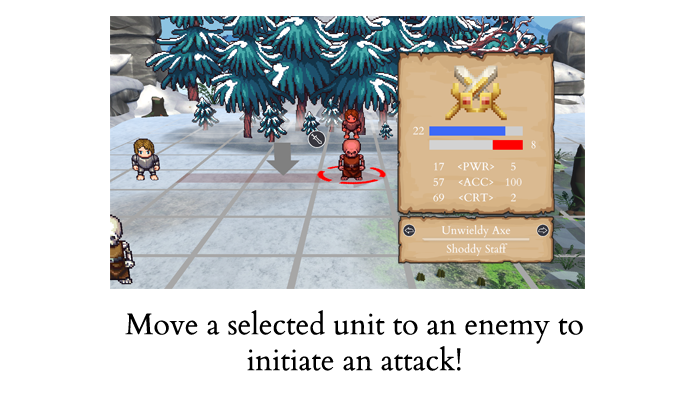 22
8
17 <PWR> 5
57 <ACC> 100
69 <CRT> 2
Unwieldy Axe
Shoddy Staff
Move a selected unit to an enemy to
initiate an attack!